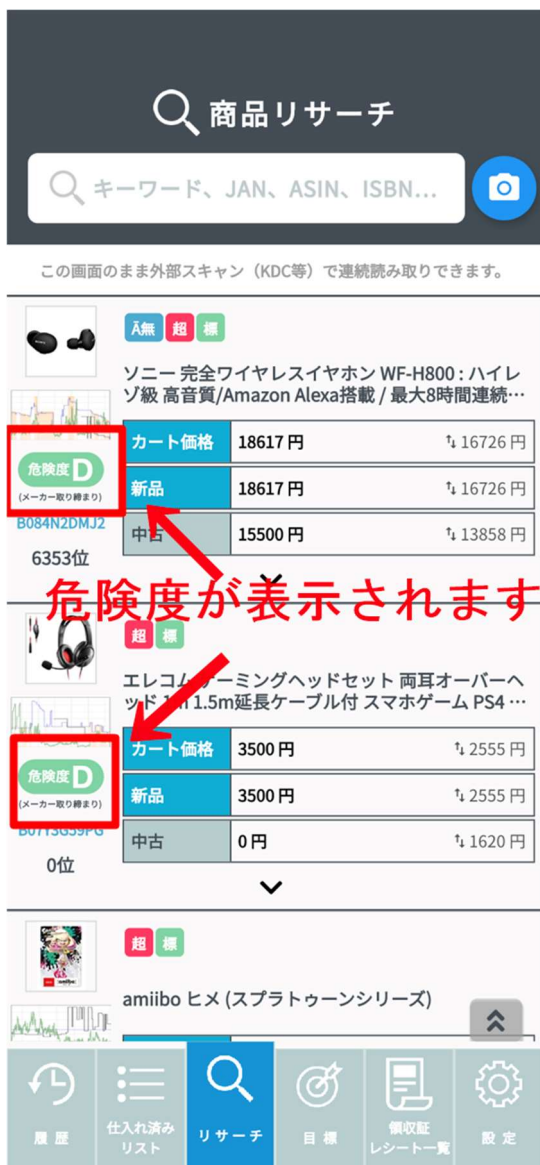 商品リサーチ
キーワード、JAN、ASIN、ISBN...
この画面のまま外部スキャン（KDC等）で連続読み取りできます。
Ā無 超 標
ソニー 完全ワイヤレスイヤホン WF-H800 : ハイレ
ゾ級 高音質/Amazon Alexa搭載 / 最大8時間連続…
カート価格 18617 円 16726 円
危険度 D
(メーカー取り締まり)
新品 18617 円 16726 円
B084N2DMJ2
中古 15500 円 13858 円
6353位
危険度が表示されます
超 標
エレコム ゲーミングヘッドセット 両耳オーバーヘ
ッド 1m 1.5m延長ケーブル付 スマホゲーム PS4 …
カート価格 3500 円 2555 円
危険度 D
(メーカー取り締まり)
新品 3500 円 2555 円
B07YSG59PG
中古 0 円 1620 円
0位
超 標
amiibo
amiibo ヒメ (スプラトゥーンシリーズ)
履歴
仕入れ済み
リスト
リサーチ
目標
領収証
レシート一覧
設定